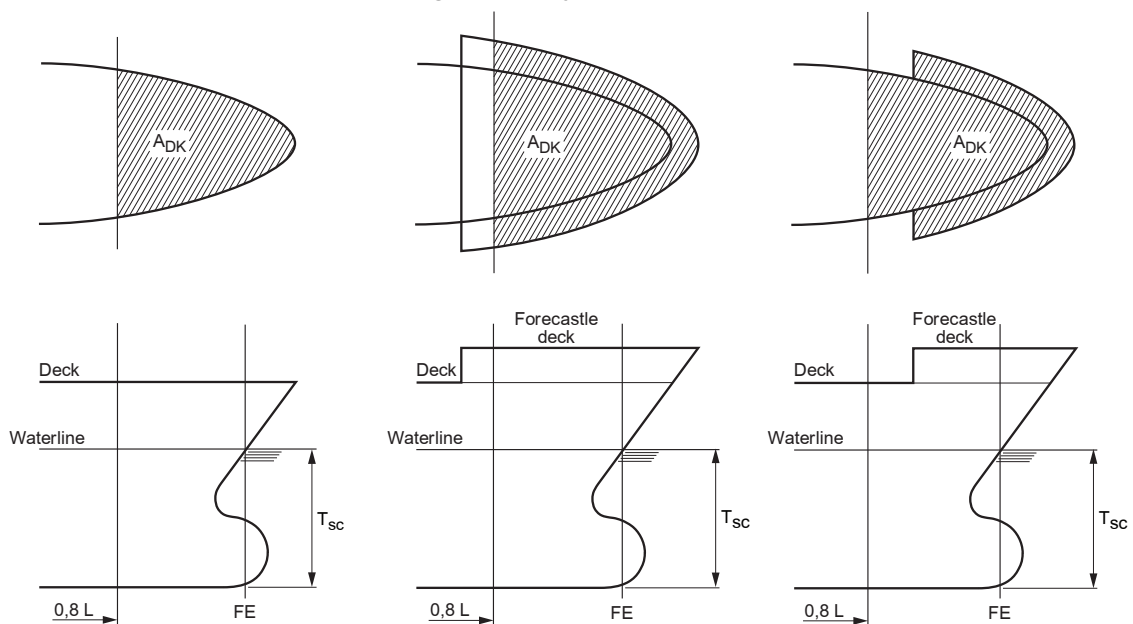 A_DK
A_DK
A_DK
Deck
Waterline
T_sc
0,8 L
FE
Forecastle
deck
Deck
Waterline
T_sc
0,8 L
FE
Forecastle
deck
Deck
Waterline
T_sc
0,8 L
FE